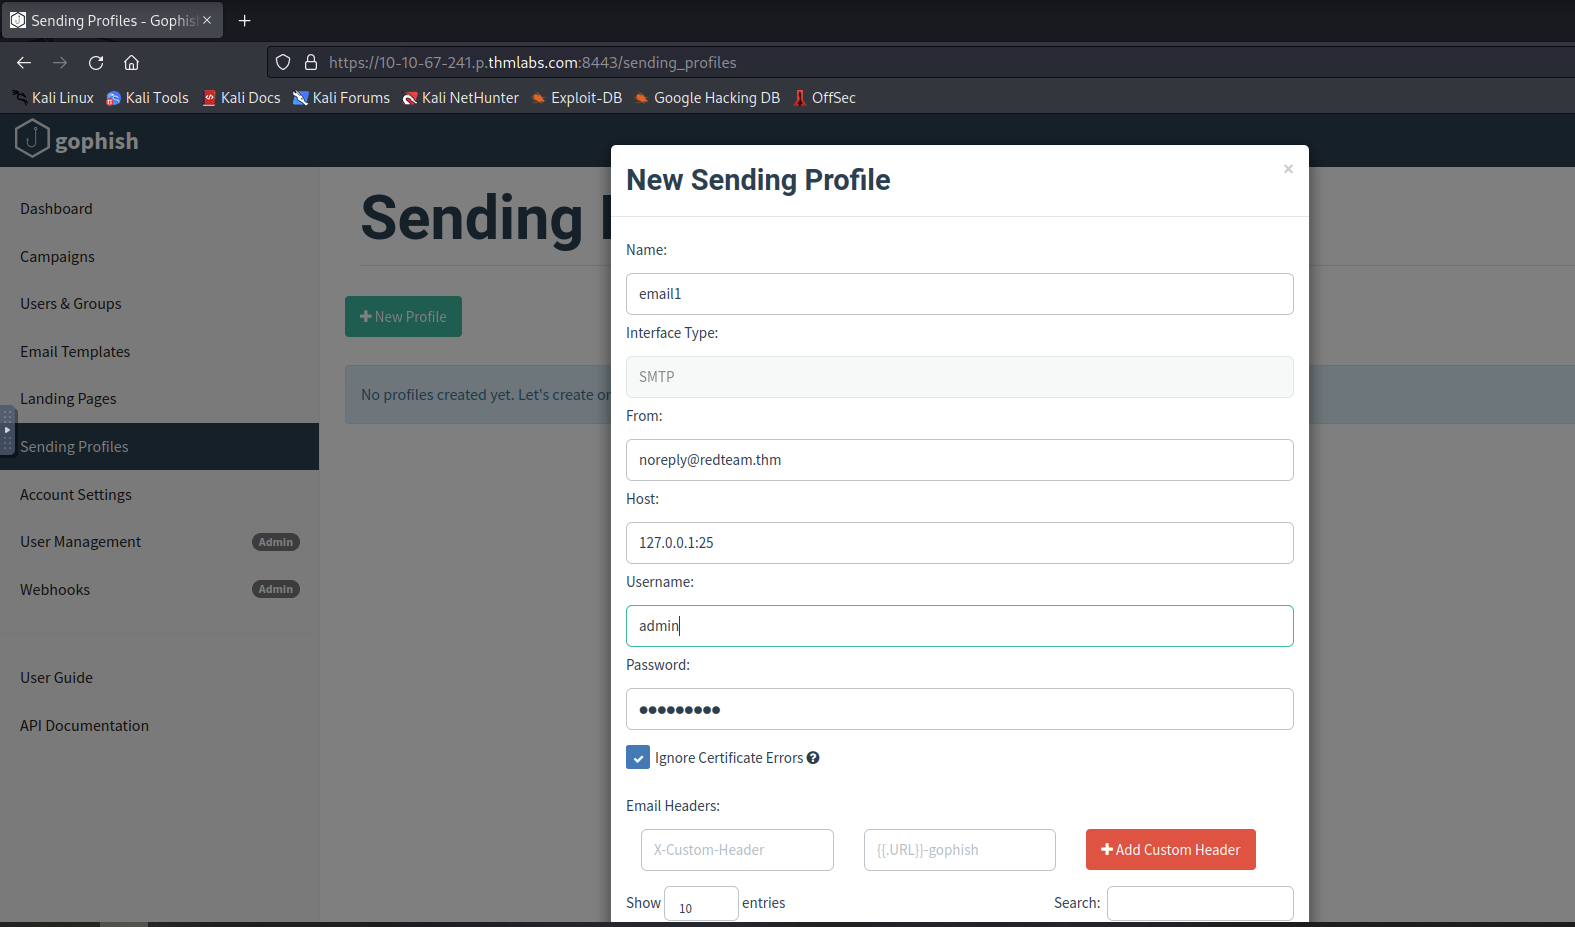 Sending Profiles - Gophis
https://10-10-67-241.p.thmlabs.com:8443/sending_profiles
Kali Linux Kali Tools Kali Docs Kali Forums Kali NetHunter Exploit-DB Google Hacking DB OffSec
gophish
Dashboard
Campaigns
Users & Groups
Email Templates
Landing Pages
Sending Profiles
Account Settings
User Management Admin
Webhooks Admin
User Guide
API Documentation
Sending
New Profile
No profiles created yet. Let's create
New Sending Profile
×
Name:
email1
Interface Type:
SMTP
From:
noreply@redteam.thm
Host:
127.0.0.1:25
Username:
admin
Password:
●●●●●●●●●
Ignore Certificate Errors
Email Headers:
X-Custom-Header {{.URL}}-gophish Add Custom Header
Show 10 entries Search: